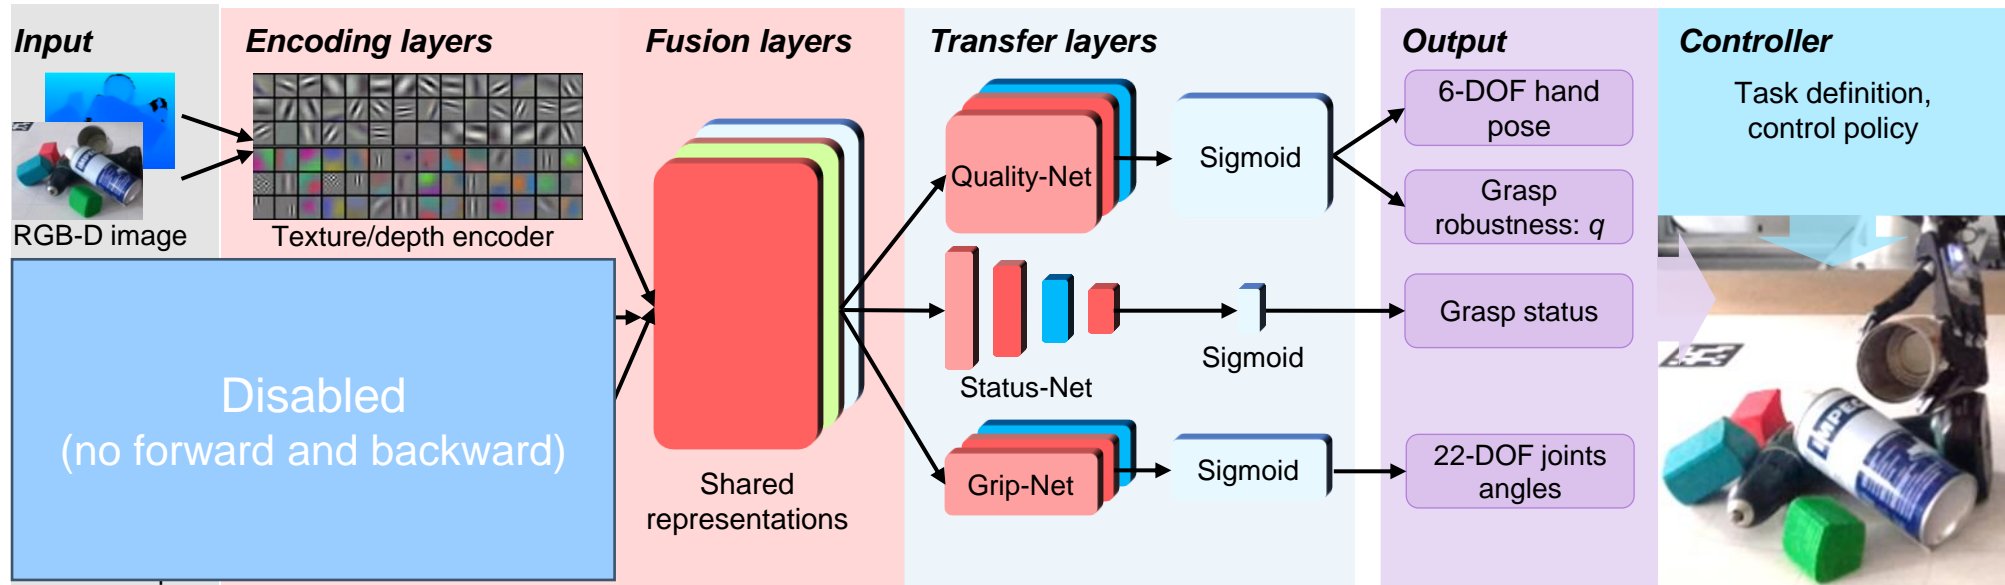 Input
Encoding layers
Fusion layers
Transfer layers
Output
Controller
RGB-D image
Texture/depth encoder
Disabled
(no forward and backward)
Shared
representations
Quality-Net
Sigmoid
Status-Net
Sigmoid
Grip-Net
Sigmoid
6-DOF hand
pose
Grasp
robustness: q
Grasp status
22-DOF joints
angles
Task definition,
control policy